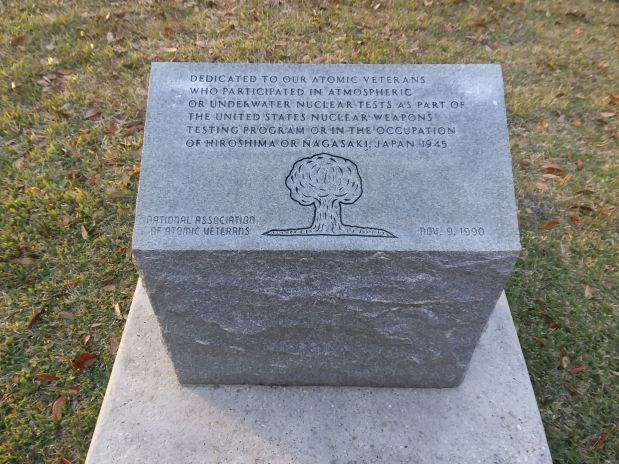 DEDICATED TO OUR ATOMIC VETERANS
WHO PARTICIPATED IN ATMOSPHERIC
OR UNDERWATER NUCLEAR TESTS AS PART OF
THE UNITED STATES NUCLEAR WEAPONS
TESTING PROGRAM OR IN THE OCCUPATION
OF HIROSHIMA OR NAGASAKI, JAPAN 1945
NATIONAL ASSOCIATION
OF ATOMIC VETERANS
NOV. 9, 1990